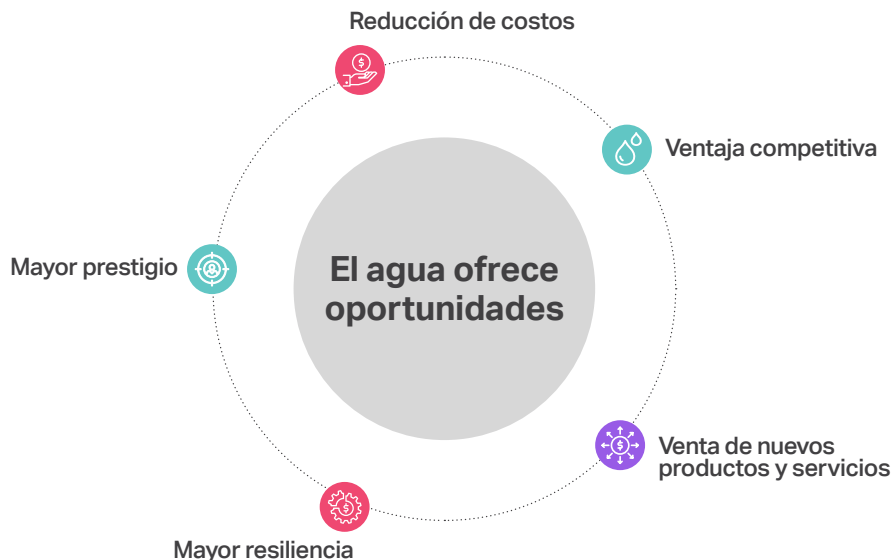 Reducción de costos
Ventaja competitiva
Mayor prestigio
El agua ofrece
oportunidades
Venta de nuevos
productos y servicios
Mayor resiliencia